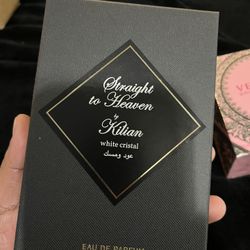 Straight
to Heaven
by
Kilian
white cristal
عود ومسك
EAU DE PARFUM